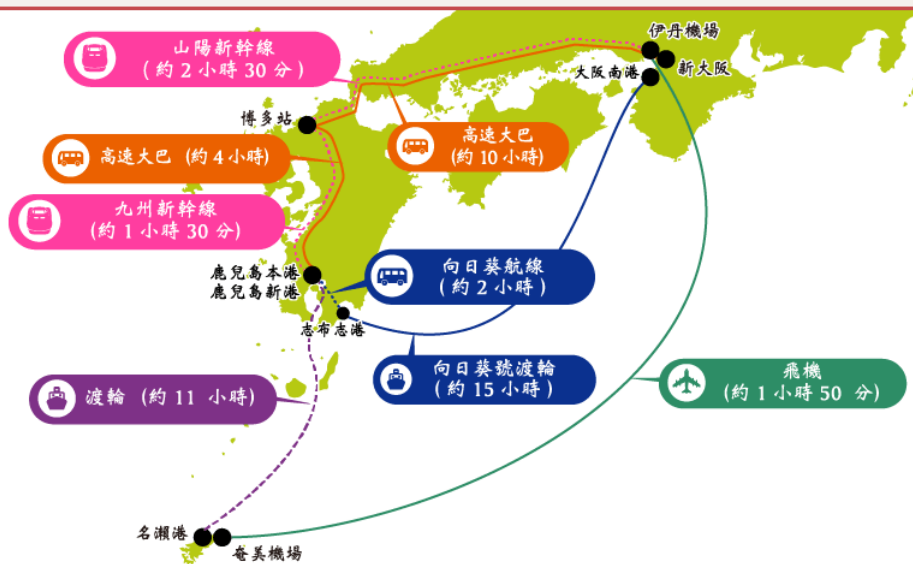 山陽新幹線
(約 2 小時 30 分)
伊丹機場
新大阪
大阪南港
博多站
高速大巴
(約 10 小時)
高速大巴 (約 4 小時)
九州新幹線
(約 1 小時 30 分)
鹿兒島本港
鹿兒島新港
向日葵航線
(約 2 小時)
志布志港
向日葵號渡輪
(約 15 小時)
飛機
(約 1 小時 50 分)
渡輪 (約 11 小時)
名瀨港
奄美機場